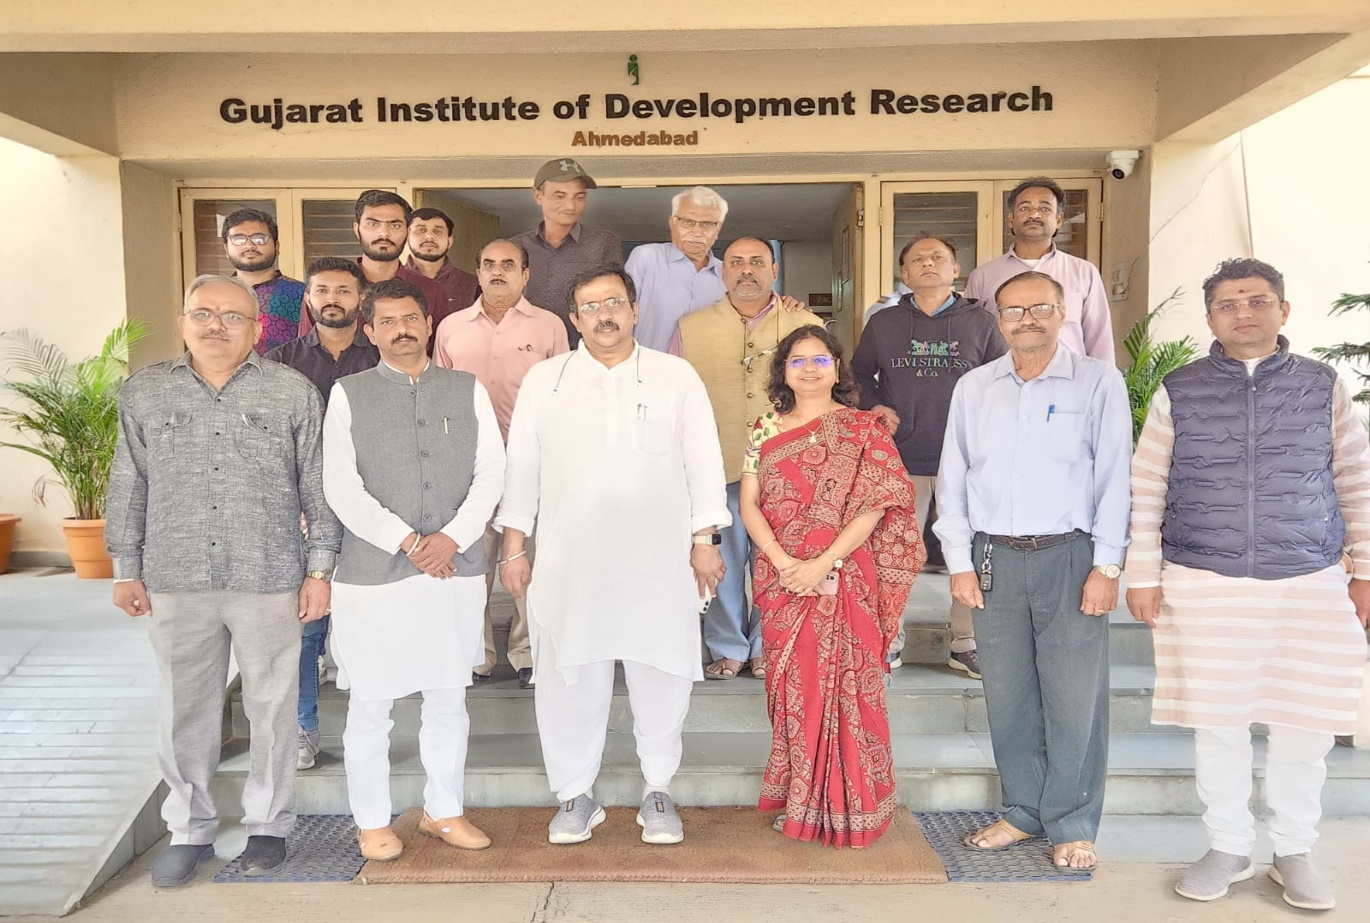 Gujarat Institute of Development Research
Ahmedabad
LEVI STRAUSS
& Co.